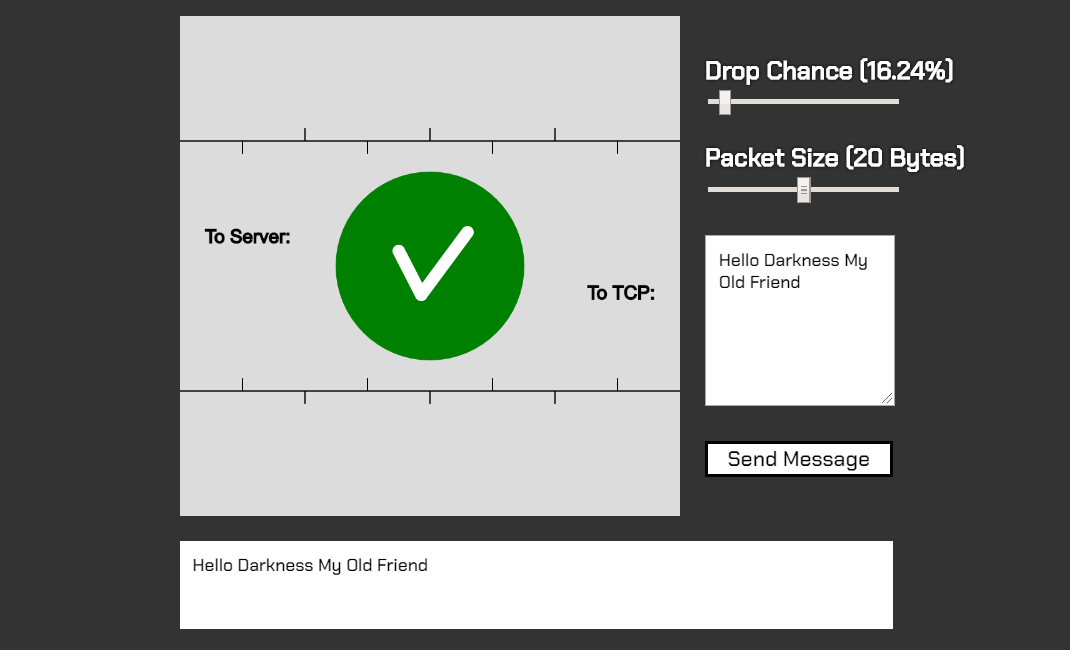 Drop Chance (16.24%)
Packet Size (20 Bytes)
To Server:
To TCP:
Hello Darkness My
Old Friend
Send Message
Hello Darkness My Old Friend